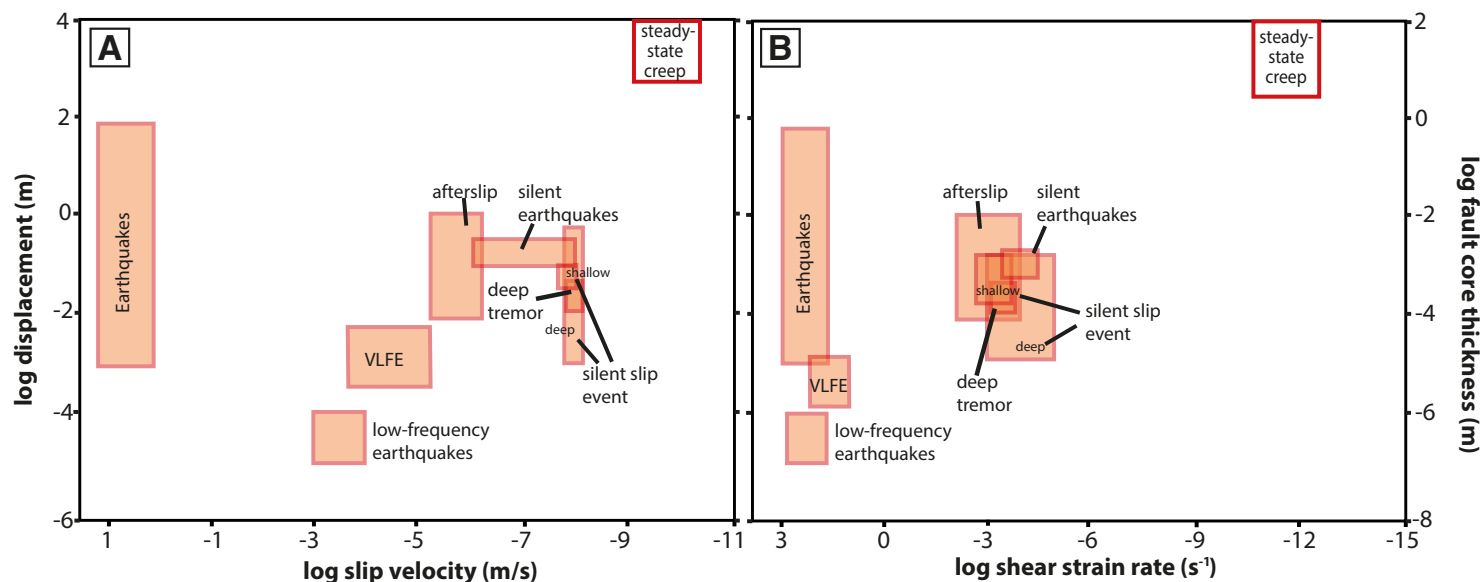 A
4
2
0
-2
-4
-6
log displacement (m)
steady-
state
creep
Earthquakes
afterslip
silent
earthquakes
shallow
deep
tremor
deep
VLFE
silent slip
event
low-frequency
earthquakes
1
-1
-3
-5
-7
-9
-11
log slip velocity (m/s)
B
steady-
state
creep
Earthquakes
afterslip
silent
earthquakes
shallow
silent slip
event
deep
VLFE
deep
tremor
low-frequency
earthquakes
2
0
-2
-4
-6
-8
log fault core thickness (m)
3
0
-3
-6
-9
-12
-15
log shear strain rate (s⁻¹)